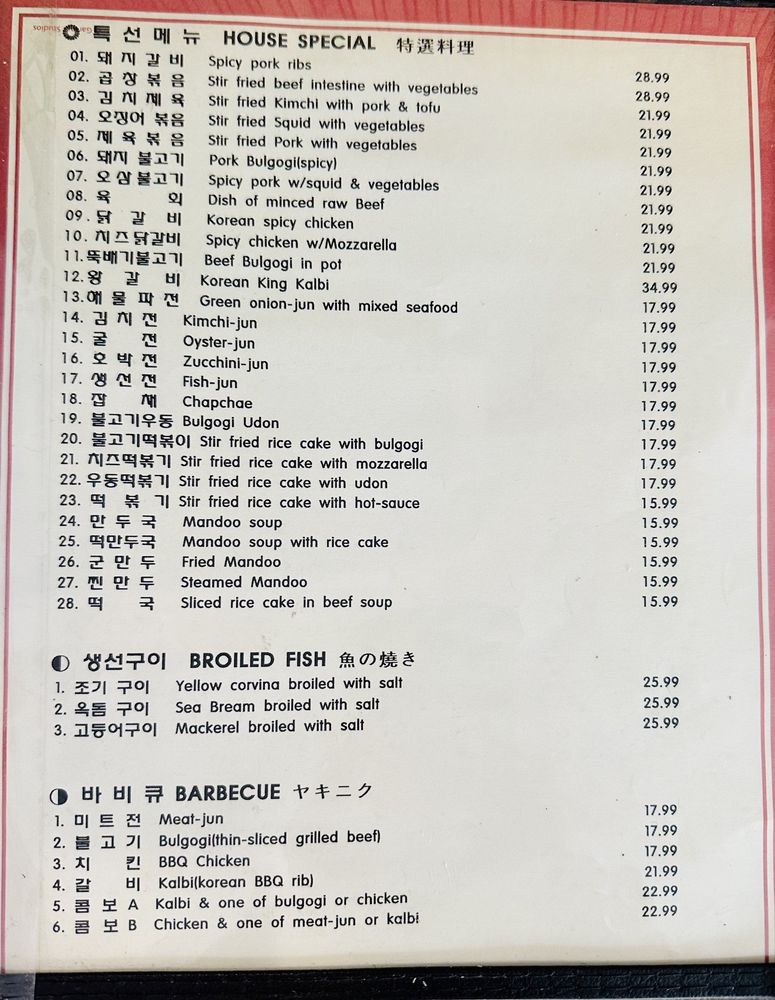 특선메뉴 HOUSE SPECIAL 特選料理
01. 돼지갈비 Spicy pork ribs 28.99
02. 곱창볶음 Stir fried beef intestine with vegetables 28.99
03. 김치제육 Stir fried Kimchi with pork & tofu 21.99
04. 오징어 볶음 Stir fried Squid with vegetables 21.99
05. 제육볶음 Stir fried Pork with vegetables 21.99
06. 돼지 불고기 Pork Bulgogi(spicy) 21.99
07. 오삼불고기 Spicy pork w/squid & vegetables 21.99
08. 육 회 Dish of minced raw Beef 21.99
09. 닭 갈 비 Korean spicy chicken 21.99
10. 치즈닭갈비 Spicy chicken w/Mozzarella 21.99
11. 뚝배기불고기 Beef Bulgogi in pot 21.99
12. 왕 갈 비 Korean King Kalbi 34.99
13. 해물파전 Green onion-jun with mixed seafood 17.99
14. 김치전 Kimchi-jun 17.99
15. 굴 전 Oyster-jun 17.99
16. 호박전 Zucchini-jun 17.99
17. 생선전 Fish-jun 17.99
18. 잡 채 Chapchae 17.99
19. 불고기우동 Bulgogi Udon 17.99
20. 불고기떡볶이 Stir fried rice cake with bulgogi 17.99
21. 치즈떡볶기 Stir fried rice cake with mozzarella 17.99
22. 우동떡볶기 Stir fried rice cake with udon 17.99
23. 떡 볶 기 Stir fried rice cake with hot-sauce 15.99
24. 만두국 Mandoo soup 15.99
25. 떡만두국 Mandoo soup with rice cake 15.99
26. 군만두 Fried Mandoo 15.99
27. 찐만두 Steamed Mandoo 15.99
28. 떡 국 Sliced rice cake in beef soup 15.99
생선구이 BROILED FISH 魚の焼き
1. 조기 구이 Yellow corvina broiled with salt 25.99
2. 옥돔 구이 Sea Bream broiled with salt 25.99
3. 고등어구이 Mackerel broiled with salt 25.99
바비큐 BARBECUE ヤキニク
1. 미트전 Meat-jun 17.99
2. 불고기 Bulgogi(thin-sliced grilled beef) 17.99
3. 치 킨 BBQ Chicken 17.99
4. 갈 비 Kalbi(korean BBQ rib) 21.99
5. 콤보A Kalbi & one of bulgogi or chicken 22.99
6. 콤보B Chicken & one of meat-jun or kalbi 22.99